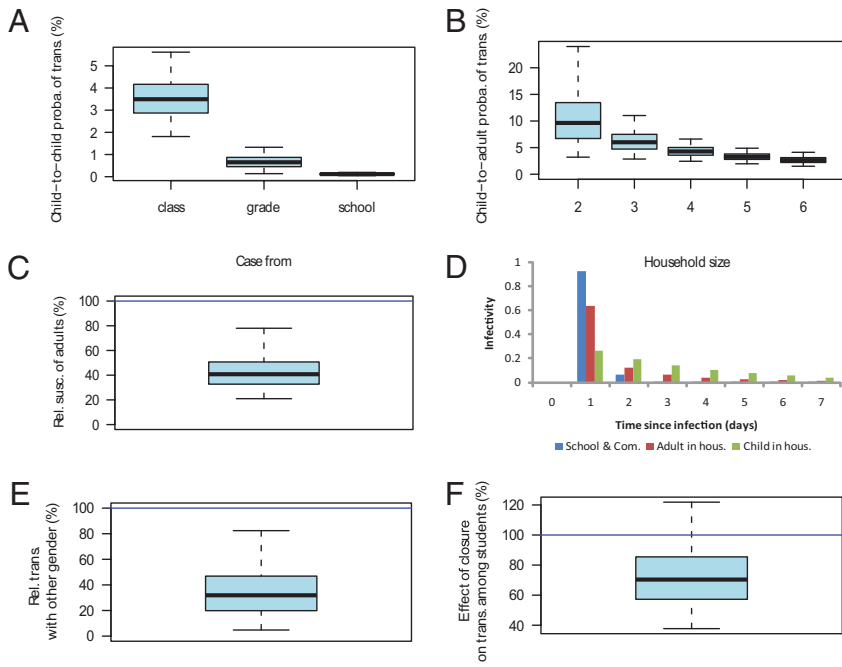 A
Child−to−child proba. of trans. (%)
5
4
3
2
1
0
class grade school
Case from
B
Child−to−adult proba. of trans. (%)
20
15
10
5
0
2 3 4 5 6
Household size
C
Rel. susc. of adults (%)
100
80
60
40
20
0
D
Infectivity
1
0.8
0.6
0.4
0.2
0
0 1 2 3 4 5 6 7
Time since infection (days)
School & Com. Adult in hous. Child in hous.
E
Rel. trans.
with other gender (%)
100
80
60
40
20
0
F
Effect of closure
on trans. among students (%)
120
100
80
60
40